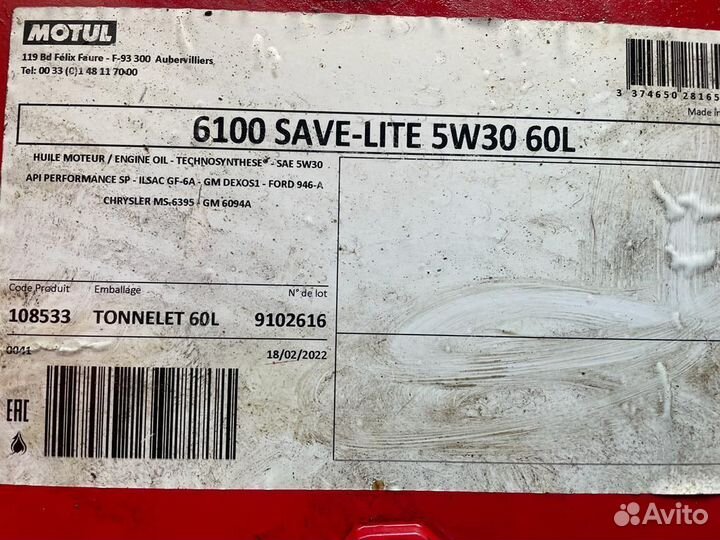 MOTUL
119 Bd Félix Faure - F-93 300 Aubervilliers
Tel: 00 33 (0)1 48 11 70 00
3 374650 28165
Made in
6100 SAVE-LITE 5W30 60L
HUILE MOTEUR / ENGINE OIL - TECHNOSYNTHESE® - SAE 5W30
API PERFORMANCE SP - ILSAC GF-6A - GM DEXOS1 - FORD 946-A
CHRYSLER MS-6395 - GM 6094A
Code Produit Emballage N° de lot
108533 TONNELET 60L 9102616
0041 18/02/2022
EAC
Avito